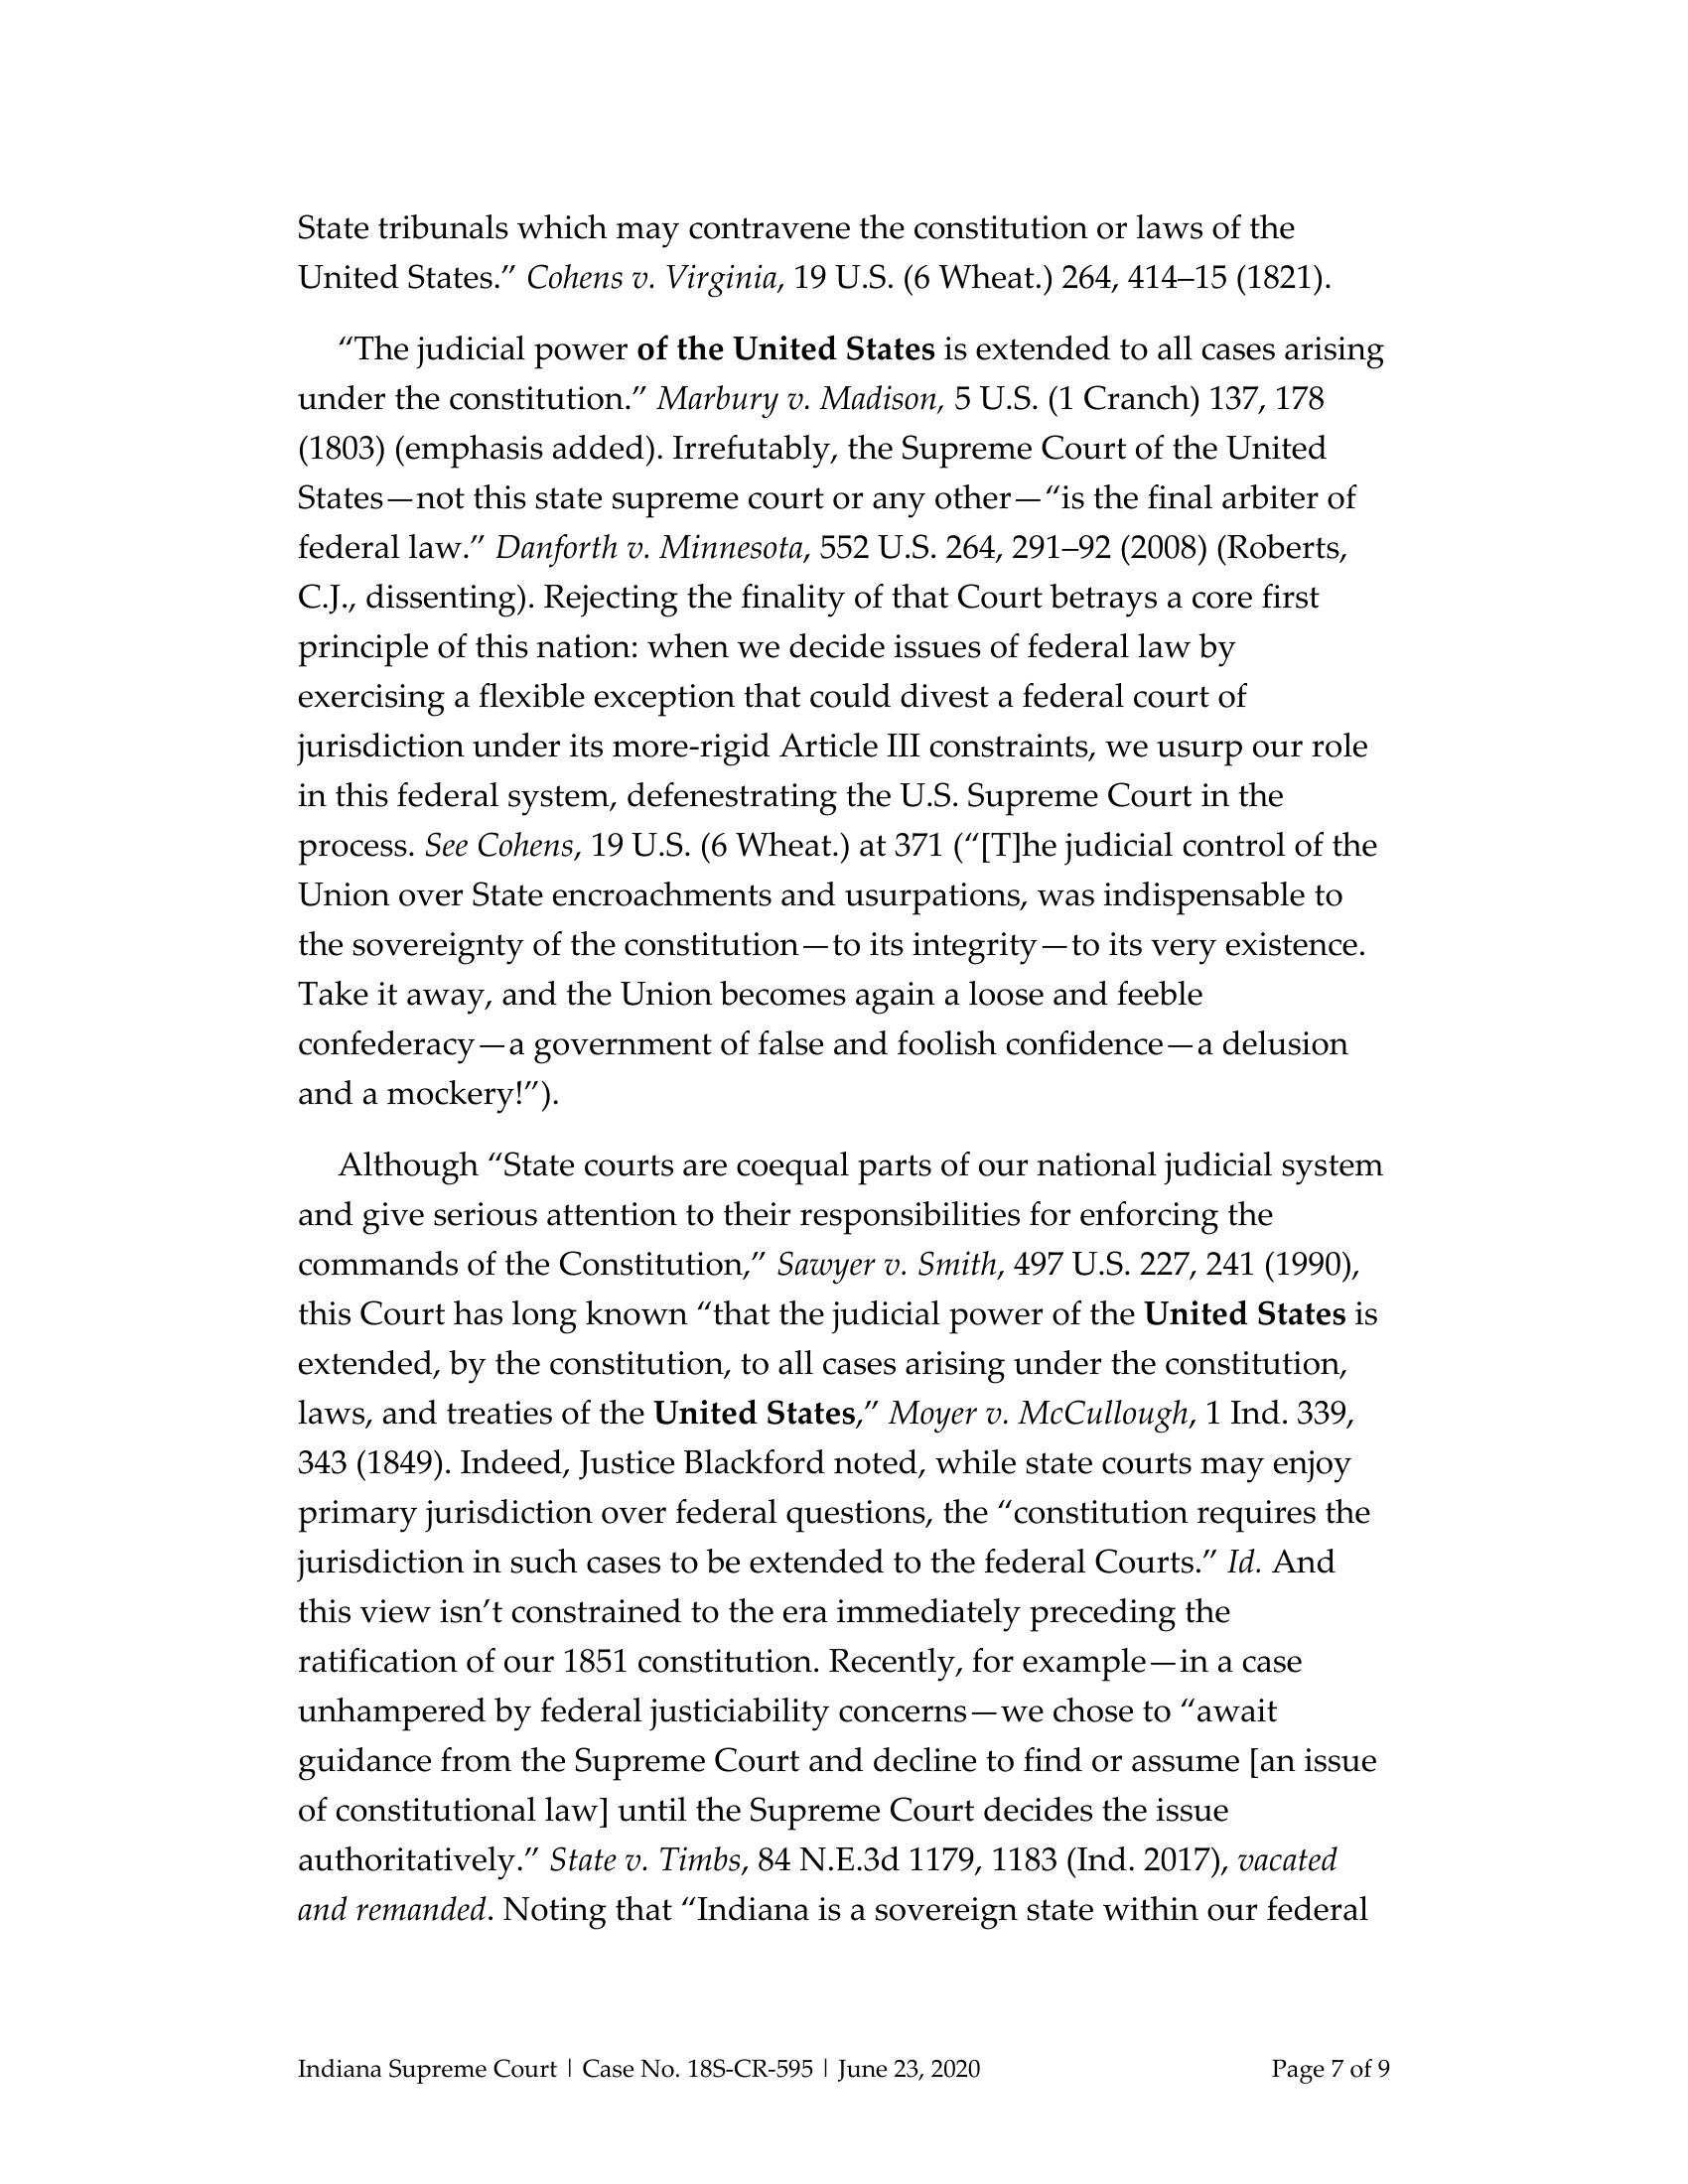 State tribunals which may contravene the constitution or laws of the
United States.” Cohens v. Virginia, 19 U.S. (6 Wheat.) 264, 414–15 (1821).
“The judicial power of the United States is extended to all cases arising
under the constitution.” Marbury v. Madison, 5 U.S. (1 Cranch) 137, 178
(1803) (emphasis added). Irrefutably, the Supreme Court of the United
States—not this state supreme court or any other—“is the final arbiter of
federal law.” Danforth v. Minnesota, 552 U.S. 264, 291–92 (2008) (Roberts,
C.J., dissenting). Rejecting the finality of that Court betrays a core first
principle of this nation: when we decide issues of federal law by
exercising a flexible exception that could divest a federal court of
jurisdiction under its more-rigid Article III constraints, we usurp our role
in this federal system, defenestrating the U.S. Supreme Court in the
process. See Cohens, 19 U.S. (6 Wheat.) at 371 (“[T]he judicial control of the
Union over State encroachments and usurpations, was indispensable to
the sovereignty of the constitution—to its integrity—to its very existence.
Take it away, and the Union becomes again a loose and feeble
confederacy—a government of false and foolish confidence—a delusion
and a mockery!”).
Although “State courts are coequal parts of our national judicial system
and give serious attention to their responsibilities for enforcing the
commands of the Constitution,” Sawyer v. Smith, 497 U.S. 227, 241 (1990),
this Court has long known “that the judicial power of the United States is
extended, by the constitution, to all cases arising under the constitution,
laws, and treaties of the United States,” Moyer v. McCullough, 1 Ind. 339,
343 (1849). Indeed, Justice Blackford noted, while state courts may enjoy
primary jurisdiction over federal questions, the “constitution requires the
jurisdiction in such cases to be extended to the federal Courts.” Id. And
this view isn’t constrained to the era immediately preceding the
ratification of our 1851 constitution. Recently, for example—in a case
unhampered by federal justiciability concerns—we chose to “await
guidance from the Supreme Court and decline to find or assume [an issue
of constitutional law] until the Supreme Court decides the issue
authoritatively.” State v. Timbs, 84 N.E.3d 1179, 1183 (Ind. 2017), vacated
and remanded. Noting that “Indiana is a sovereign state within our federal
Indiana Supreme Court | Case No. 18S-CR-595 | June 23, 2020 Page 7 of 9